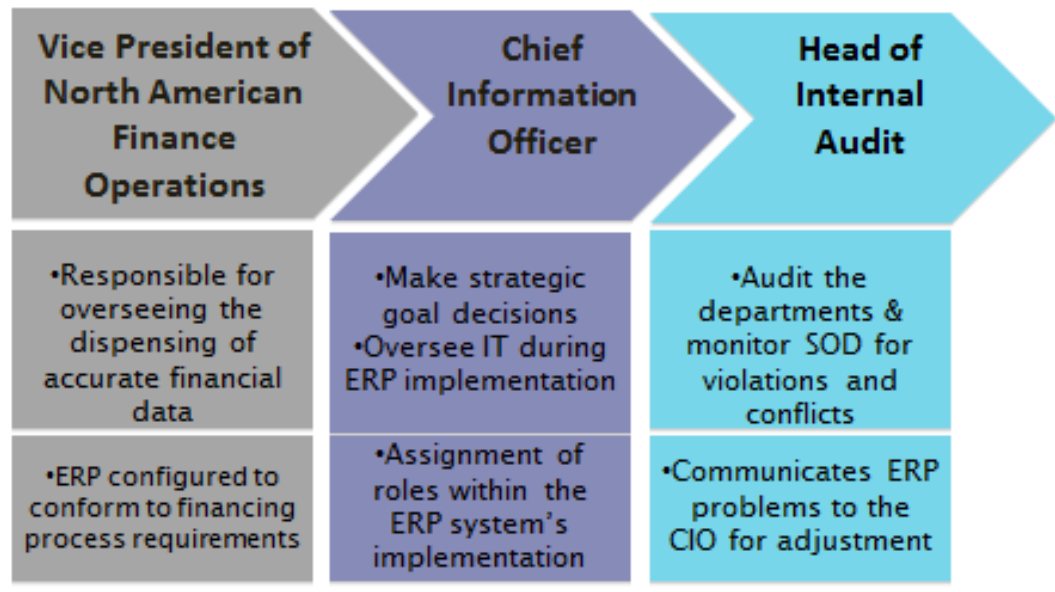 Vice President of
North American
Finance
Operations
•Responsible for
overseeing the
dispensing of
accurate financial
data
•ERP configured to
conform to financing
process requirements
Chief
Information
Officer
•Make strategic
goal decisions
•Oversee IT during
ERP implementation
•Assignment of
roles within the
ERP system's
implementation
Head of
Internal
Audit
•Audit the
departments &
monitor SOD for
violations and
conflicts
•Communicates ERP
problems to the
CIO for adjustment